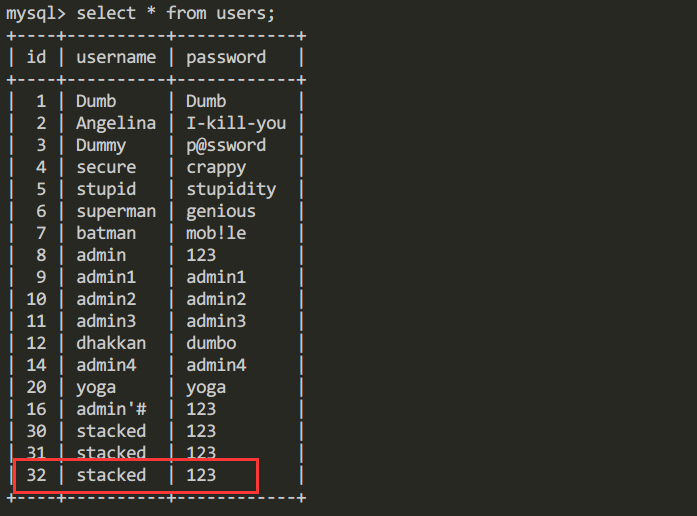 mysql> select * from users;
+----+----------+------------+
| id | username | password   |
+----+----------+------------+
|  1 | Dumb     | Dumb       |
|  2 | Angelina | I-kill-you |
|  3 | Dummy    | p@ssword   |
|  4 | secure   | crappy     |
|  5 | stupid   | stupidity  |
|  6 | superman | genious    |
|  7 | batman   | mob!le     |
|  8 | admin    | 123        |
|  9 | admin1   | admin1     |
| 10 | admin2   | admin2     |
| 11 | admin3   | admin3     |
| 12 | dhakkan  | dumbo      |
| 14 | admin4   | admin4     |
| 20 | yoga     | yoga       |
| 16 | admin'#  | 123        |
| 30 | stacked  | 123        |
| 31 | stacked  | 123        |
| 32 | stacked  | 123        |
+----+----------+------------+